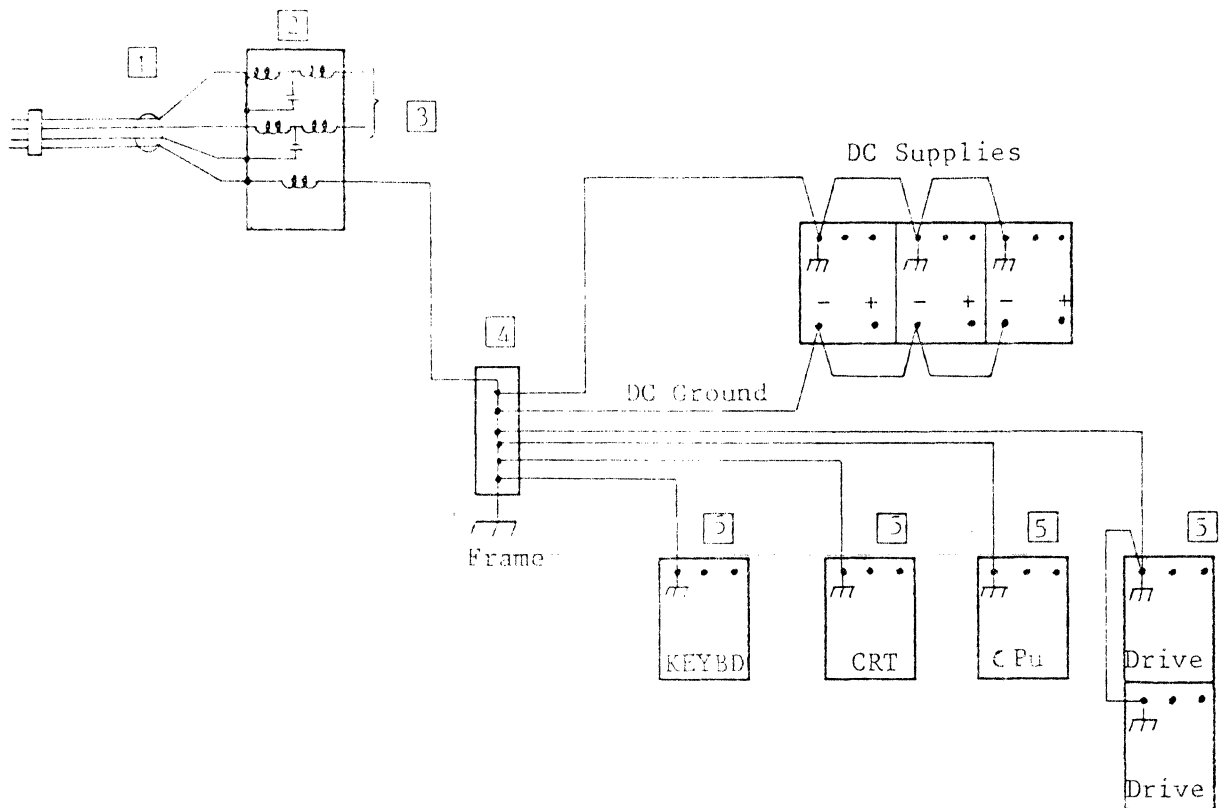 2
1
3
DC Supplies
- + - + - +
4
DC Ground
Frame
5 5 5 5
KEYBD
CRT
CPu
Drive
Drive